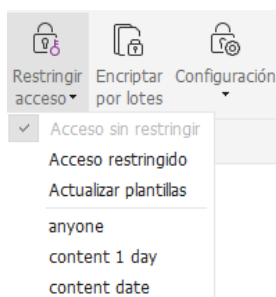 Restringir acceso
Encriptar por lotes
Configuración
Acceso sin restringir
Acceso restringido
Actualizar plantillas
anyone
content 1 day
content date